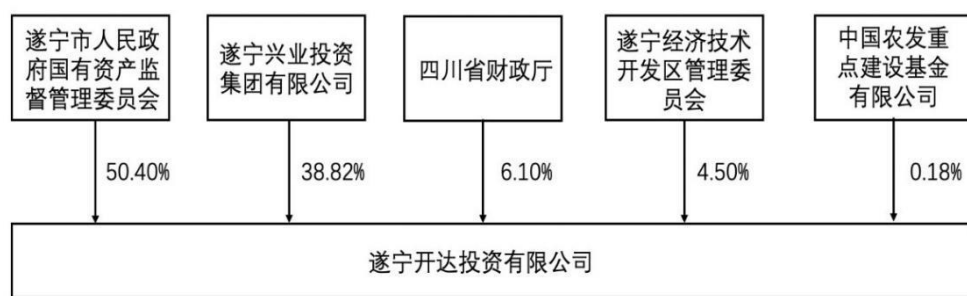 遂宁市人民政
府国有资产监
督管理委员会
遂宁兴业投资
集团有限公司
四川省财政厅
遂宁经济技术
开发区管理委
员会
中国农发重
点建设基金
有限公司
50.40%
38.82%
6.10%
4.50%
0.18%
遂宁开达投资有限公司